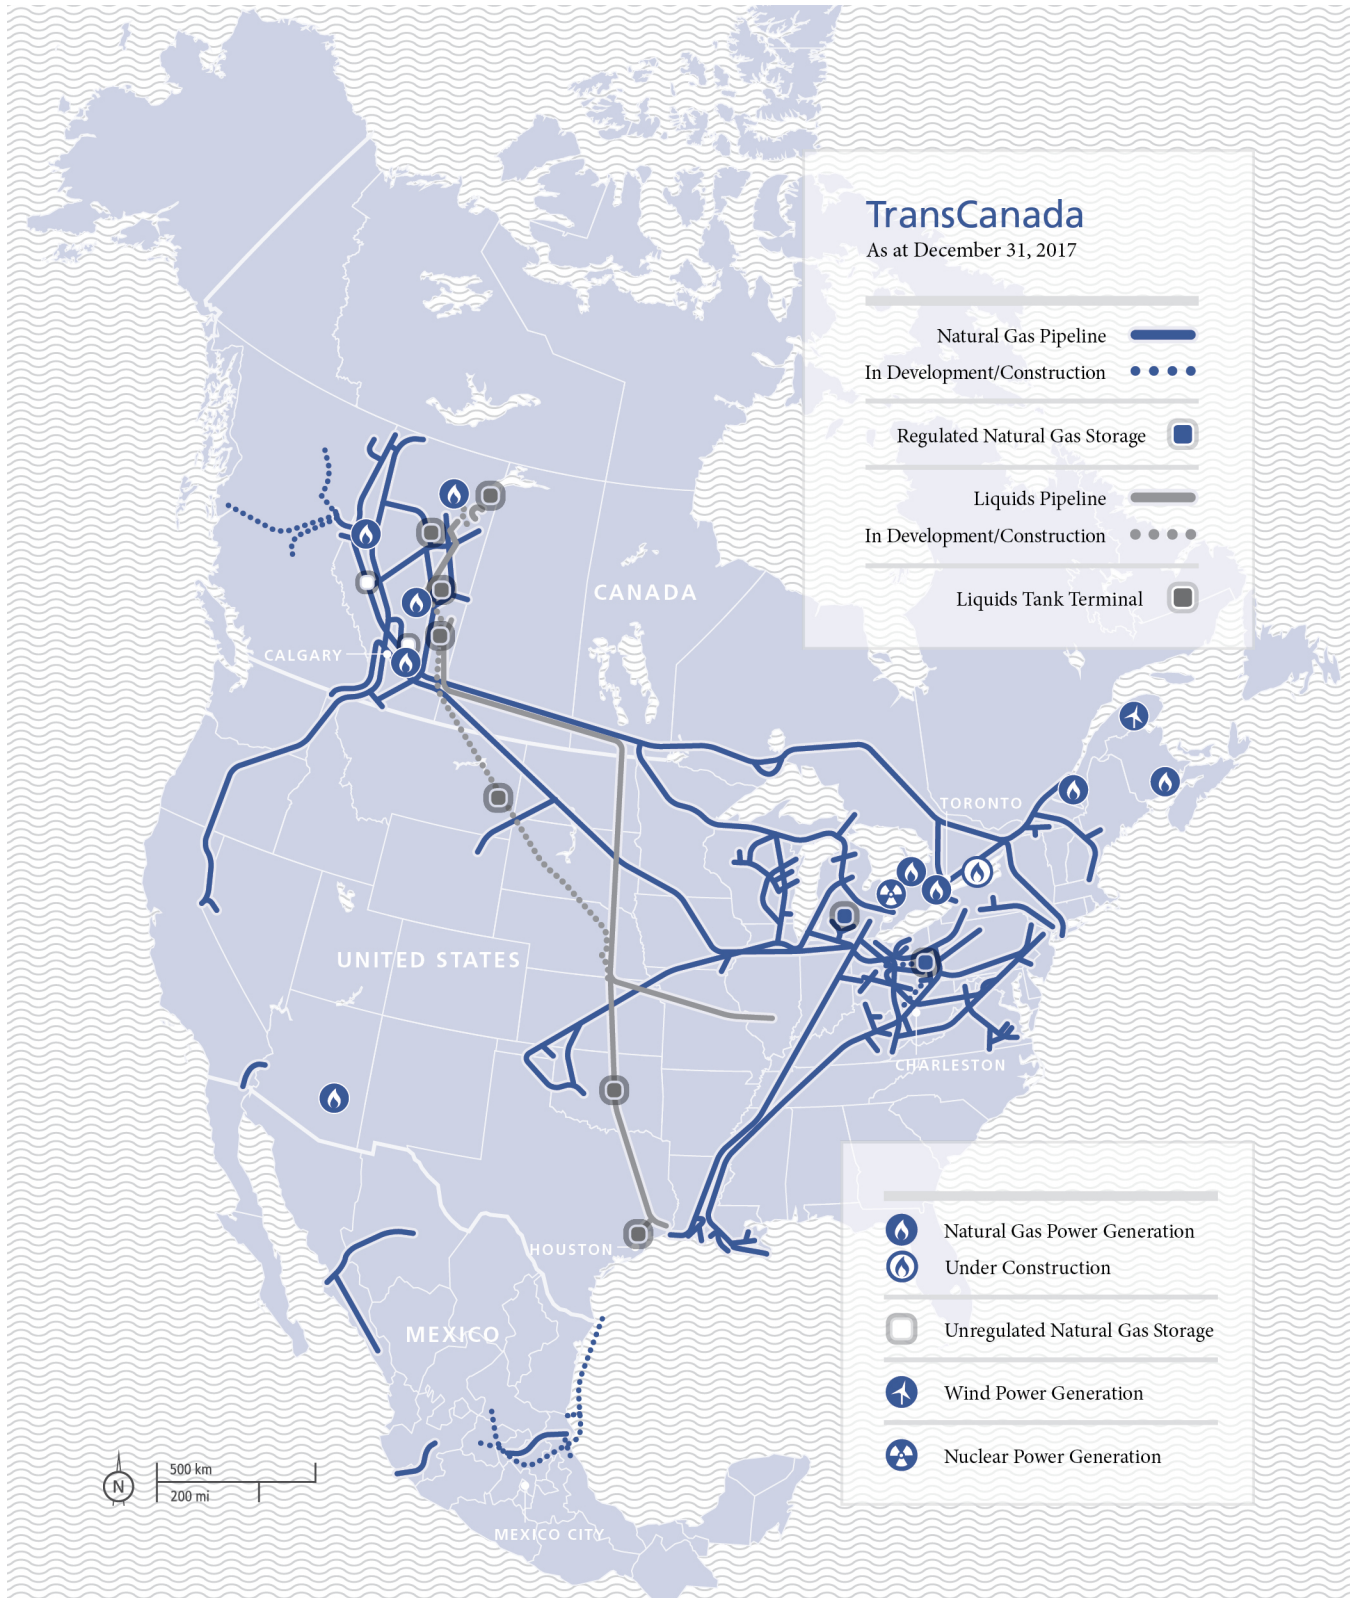 TransCanada
As at December 31, 2017
Natural Gas Pipeline
In Development/Construction
Regulated Natural Gas Storage
Liquids Pipeline
In Development/Construction
Liquids Tank Terminal
CANADA
CALGARY
TORONTO
UNITED STATES
CHARLESTON
HOUSTON
MEXICO
MEXICO CITY
Natural Gas Power Generation
Under Construction
Unregulated Natural Gas Storage
Wind Power Generation
Nuclear Power Generation
N
500 km
200 mi